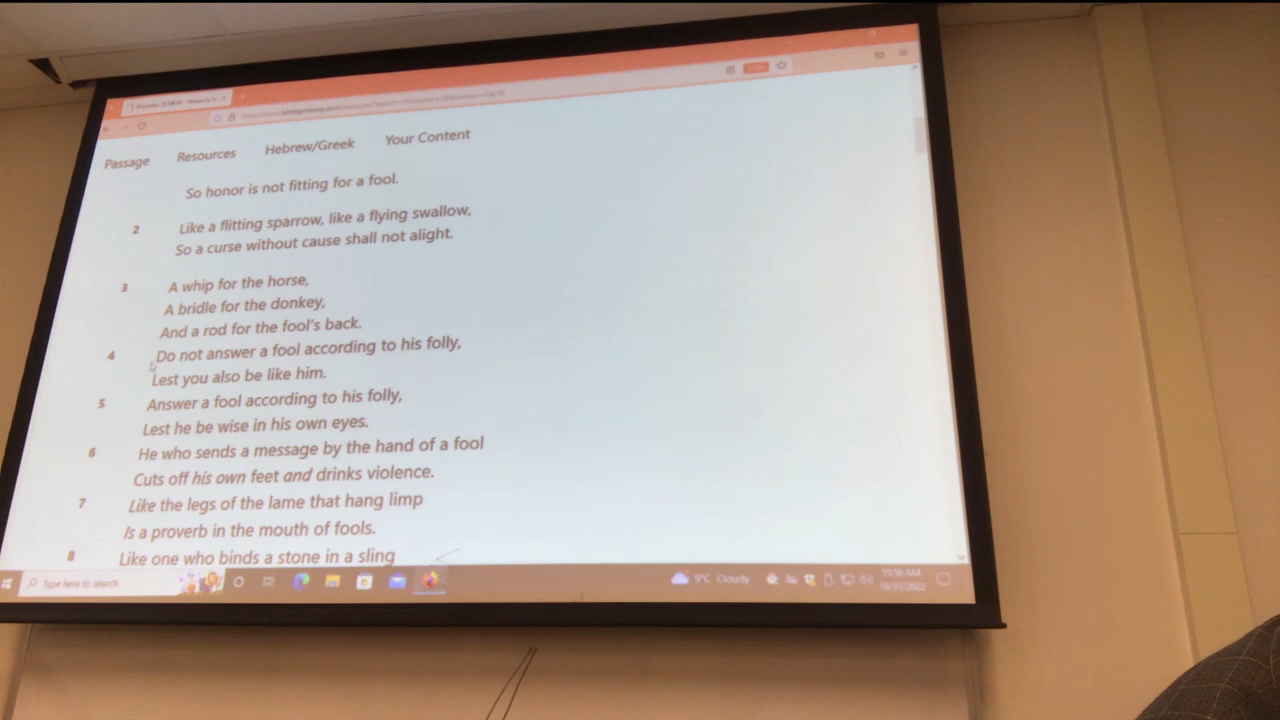 Passage Resources Hebrew/Greek Your Content
So honor is not fitting for a fool.
2 Like a flitting sparrow, like a flying swallow,
So a curse without cause shall not alight.
3 A whip for the horse,
A bridle for the donkey,
And a rod for the fool's back.
4 Do not answer a fool according to his folly,
Lest you also be like him.
5 Answer a fool according to his folly,
Lest he be wise in his own eyes.
6 He who sends a message by the hand of a fool
Cuts off his own feet and drinks violence.
7 Like the legs of the lame that hang limp
Is a proverb in the mouth of fools.
8 Like one who binds a stone in a sling
Type here to search
9°C Cloudy
10:16 AM
10/31/2022